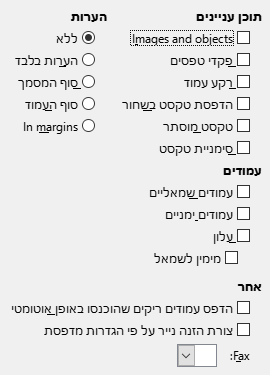 תוכן עניינים
Images and objects
פקדי טפסים
רקע עמוד
הדפסת טקסט בשחור
טקסט מוסתר
סימניית טקסט
הערות
ללא
הערות בלבד
סוף המסמך
סוף העמוד
In margins
עמודים
עמודים שמאליים
עמודים ימניים
עלון
מימין לשמאל
אחר
הדפס עמודים ריקים שהוכנסו באופן אוטומטי
צורת הזנה נייר על פי הגדרות מדפסת
Fax: